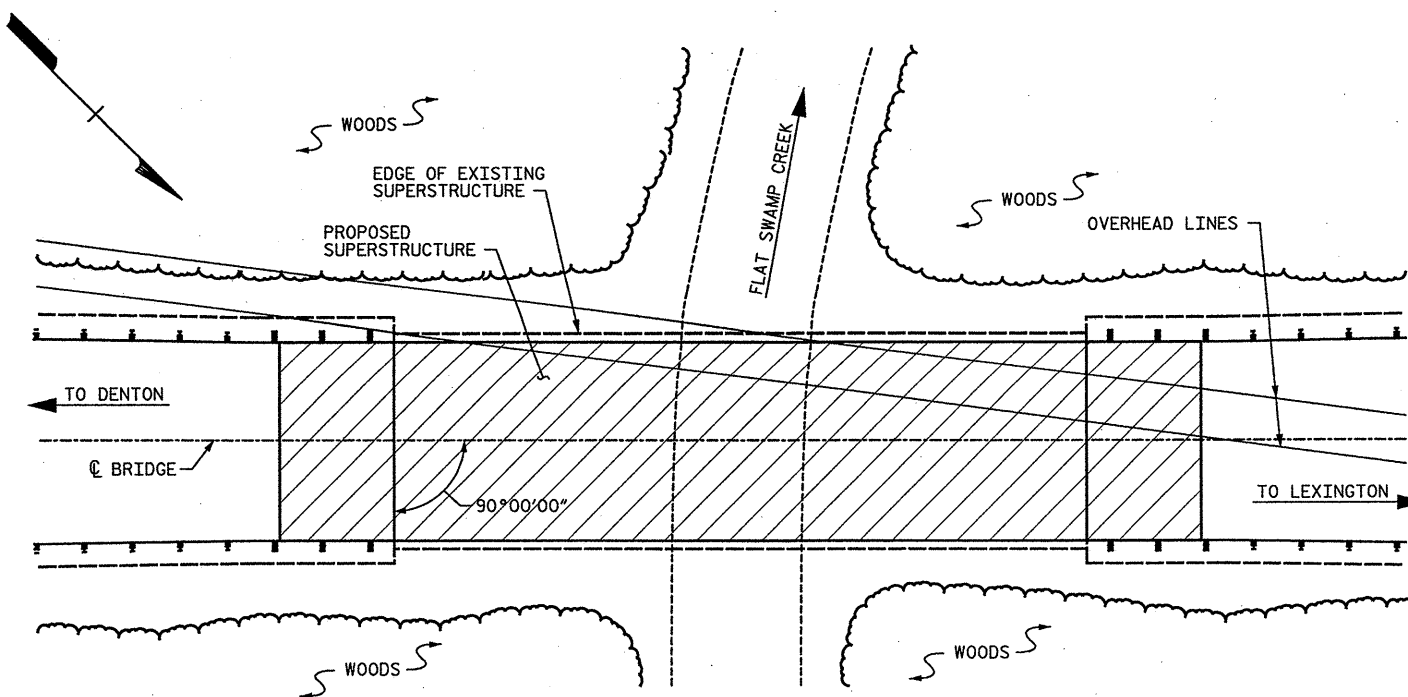 WOODS
EDGE OF EXISTING
SUPERSTRUCTURE
PROPOSED
SUPERSTRUCTURE
FLAT SWAMP CREEK
WOODS
OVERHEAD LINES
TO DENTON
℄ BRIDGE
90°00'00"
TO LEXINGTON
WOODS
WOODS